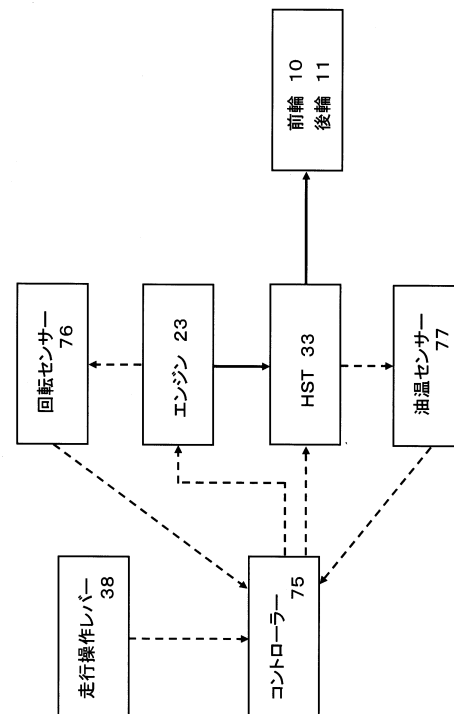 走行操作レバー
38
コントローラー
75
回転センサー
76
エンジン 23
HST 33
油温センサー
77
前輪 10
後輪 11